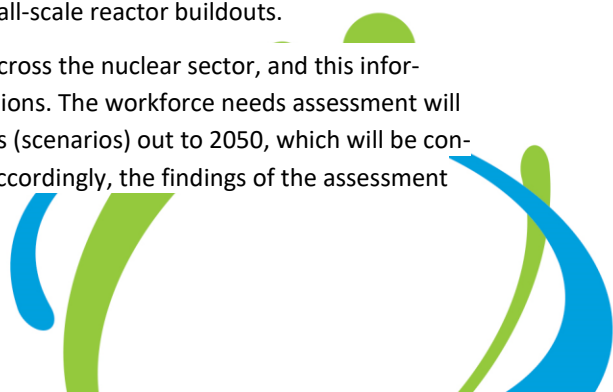 all-scale reactor buildouts.
cross the nuclear sector, and this infor-
ions. The workforce needs assessment will
s (scenarios) out to 2050, which will be con-
ccordingly, the findings of the assessment